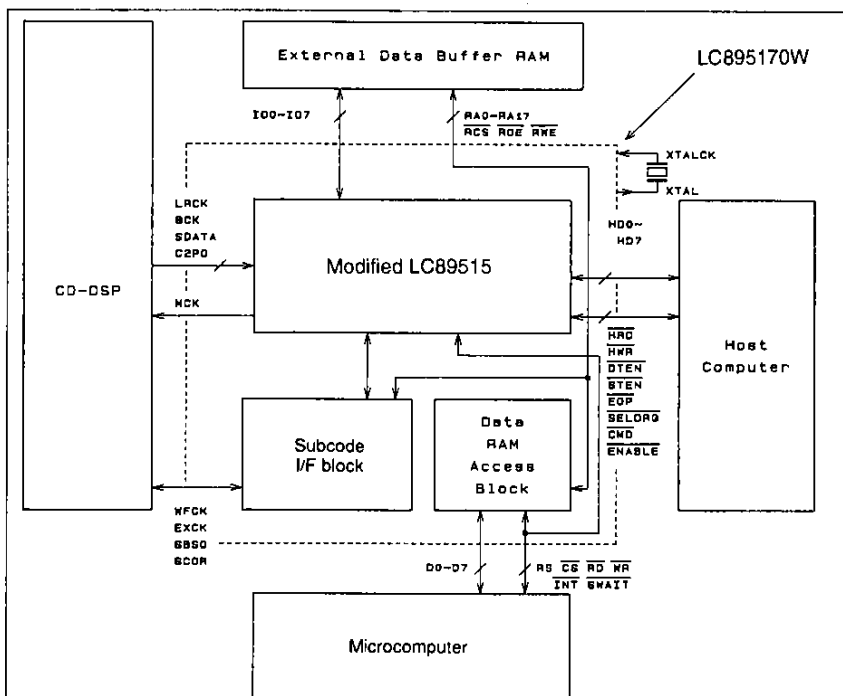 External Data Buffer RAM
LC895170W
IO0~IO7
RA0~RA17
RCS ROE RWE
XTALCK
XTAL
LRCK
BCK
SDATA
C2PO
HD0~
HD7
Modified LC89515
CD-DSP
MCK
Host
Computer
HRD
HWR
DTEN
STEN
EOP
SELDRQ
CMD
ENABLE
Subcode
I/F block
Data
RAM
Access
Block
WFCK
EXCK
SBSO
SCOR
D0~D7
RS CS RD WR
INT SWAIT
Microcomputer